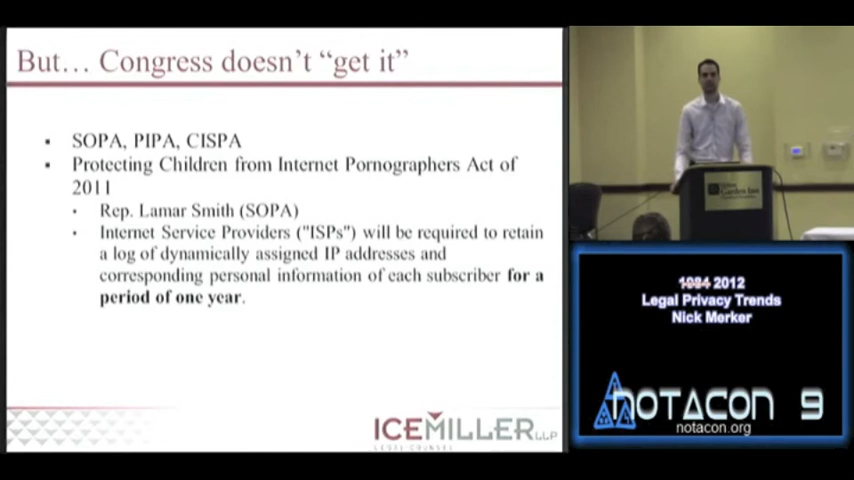 But… Congress doesn't “get it”
SOPA, PIPA, CISPA
Protecting Children from Internet Pornographers Act of
2011
Rep. Lamar Smith (SOPA)
Internet Service Providers ("ISPs") will be required to retain
a log of dynamically assigned IP addresses and
corresponding personal information of each subscriber for a
period of one year.
ICEMILLER LLP
LEGAL COUNSEL
Garden Inn
1984 2012
Legal Privacy Trends
Nick Merker
NOTACON 9
notacon.org